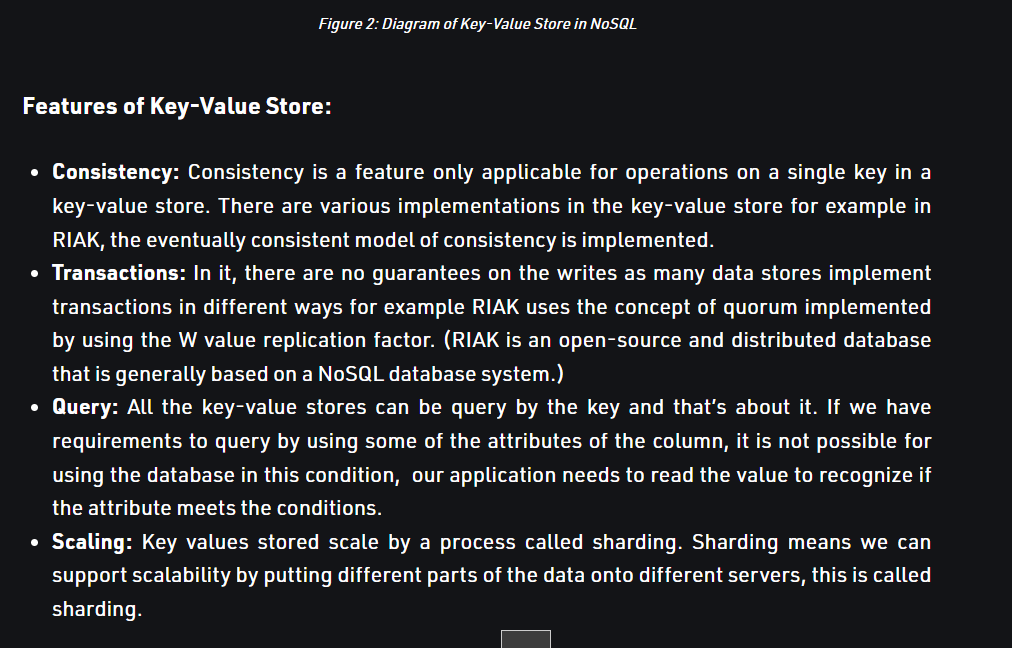 Figure 2: Diagram of Key-Value Store in NoSQL
Features of Key-Value Store:
• Consistency: Consistency is a feature only applicable for operations on a single key in a
key-value store. There are various implementations in the key-value store for example in
RIAK, the eventually consistent model of consistency is implemented.
• Transactions: In it, there are no guarantees on the writes as many data stores implement
transactions in different ways for example RIAK uses the concept of quorum implemented
by using the W value replication factor. (RIAK is an open-source and distributed database
that is generally based on a NoSQL database system.)
• Query: All the key-value stores can be query by the key and that's about it. If we have
requirements to query by using some of the attributes of the column, it is not possible for
using the database in this condition, our application needs to read the value to recognize if
the attribute meets the conditions.
• Scaling: Key values stored scale by a process called sharding. Sharding means we can
support scalability by putting different parts of the data onto different servers, this is called
sharding.